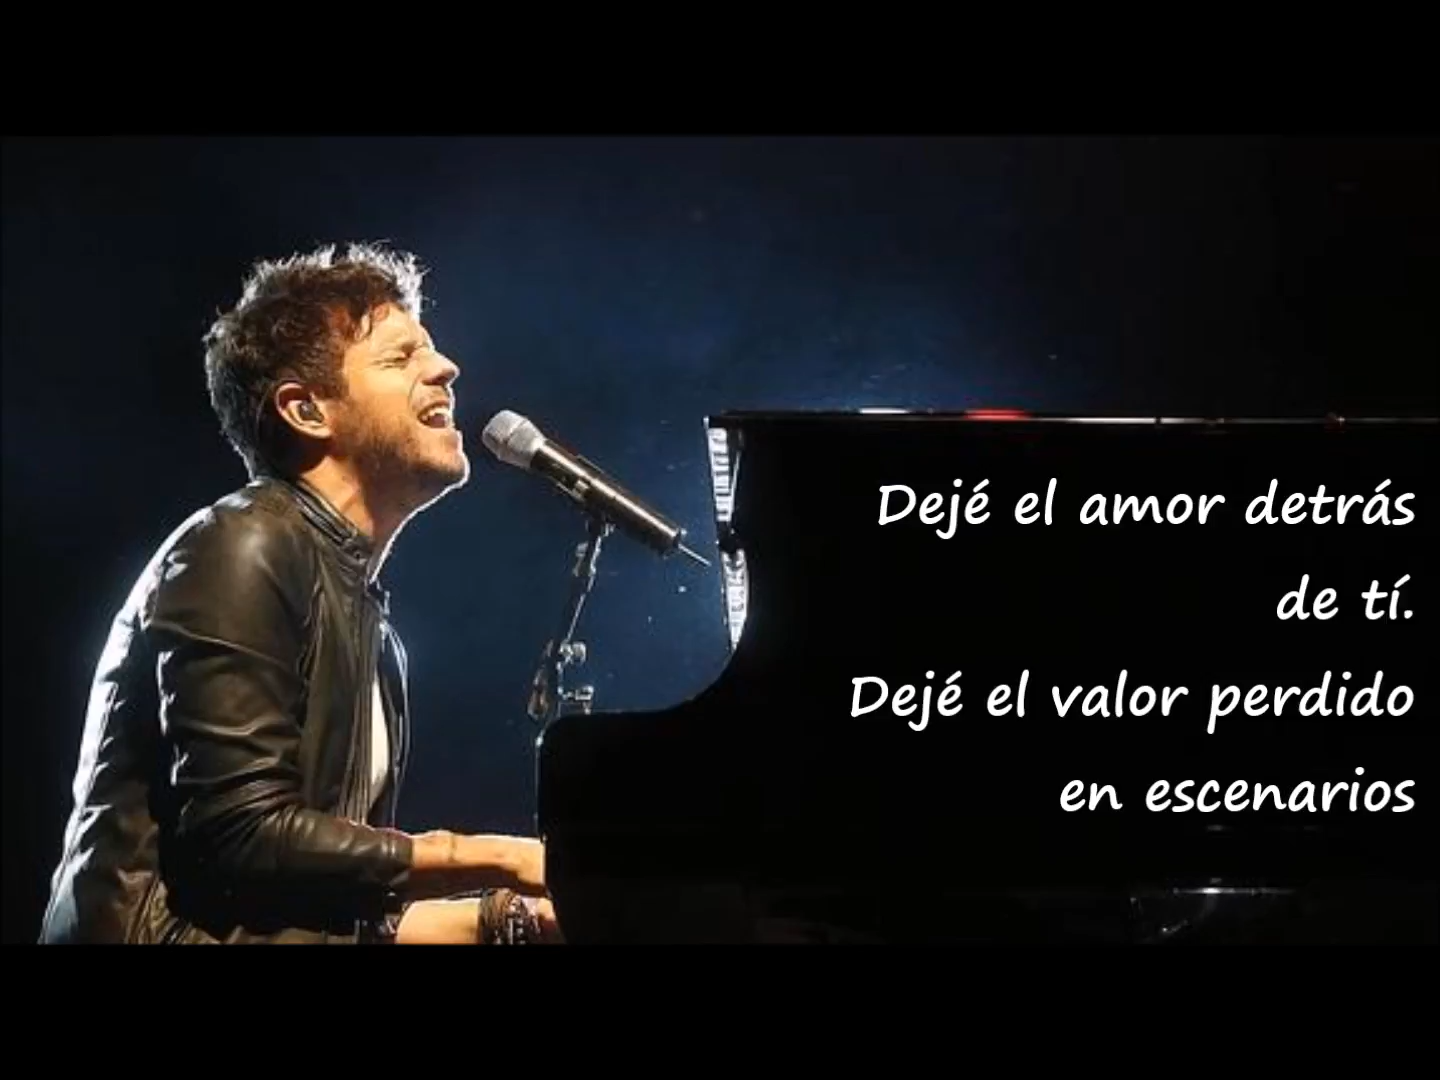 Dejé el amor detrás
de tí.
Dejé el valor perdido
en escenarios